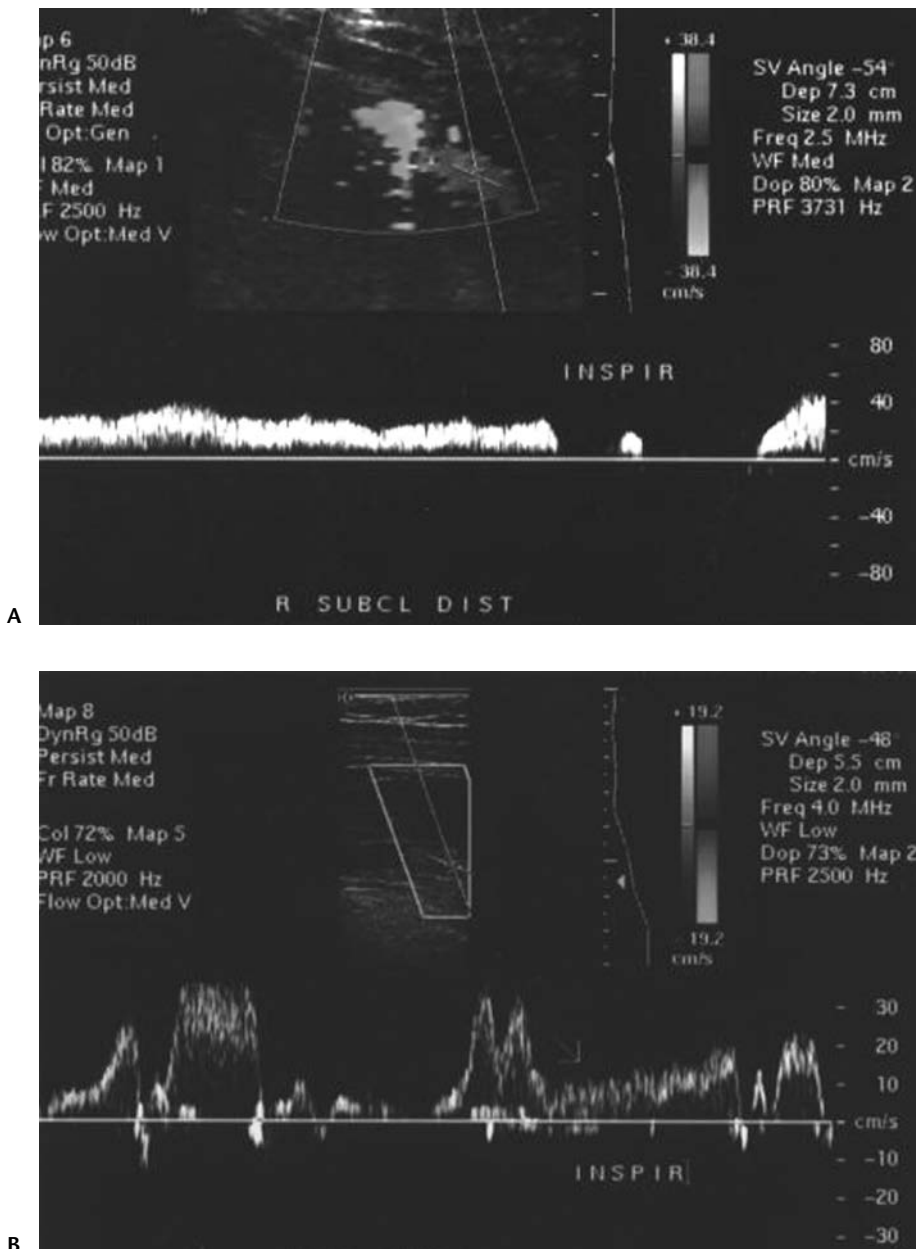 p 6
nRg 50dB
rsist Med
Rate Med
Opt:Gen
l 82% Map 1
F Med
F 2500 Hz
w Opt:Med V
+ 38.4
- 38.4
cm/s
SV Angle -54°
Dep 7.3 cm
Size 2.0 mm
Freq 2.5 MHz
WF Med
Dop 80% Map 2
PRF 3731 Hz
INSPIR
80
40
cm/s
-40
-80
R SUBCL DIST
A
Map 8
DynRg 50dB
Persist Med
Fr Rate Med
Col 72% Map 5
WF Low
PRF 2000 Hz
Flow Opt:Med V
+ 19.2
19.2
cm/s
SV Angle -48°
Dep 5.5 cm
Size 2.0 mm
Freq 4.0 MHz
WF Low
Dop 73% Map 2
PRF 2500 Hz
30
20
10
cm/s
-10
-20
-30
INSPIR
B